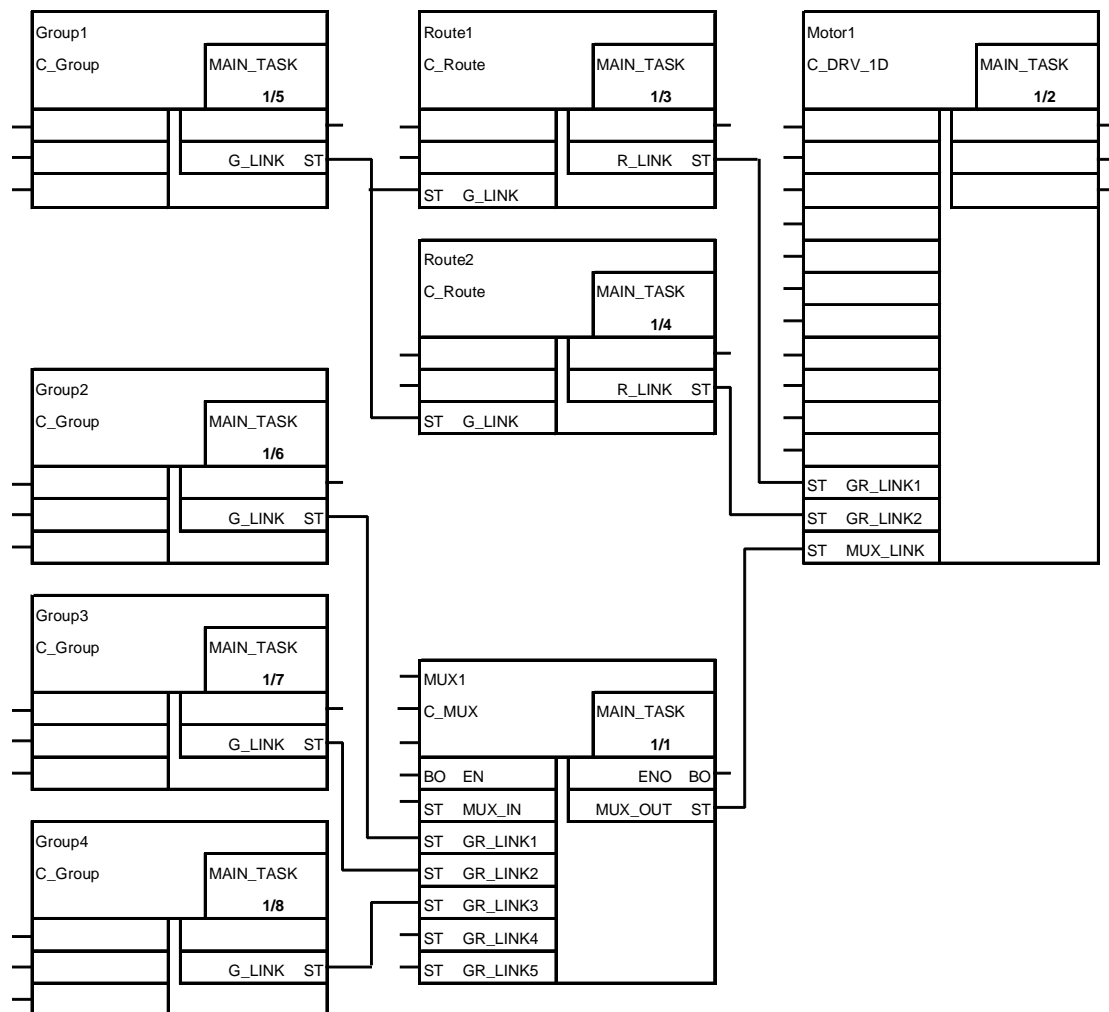 Group1
C_Group MAIN_TASK
1/5
G_LINK ST
Route1
C_Route MAIN_TASK
1/3
R_LINK ST
ST G_LINK
Motor1
C_DRV_1D MAIN_TASK
1/2
ST GR_LINK1
ST GR_LINK2
ST MUX_LINK
Route2
C_Route MAIN_TASK
1/4
R_LINK ST
ST G_LINK
Group2
C_Group MAIN_TASK
1/6
G_LINK ST
Group3
C_Group MAIN_TASK
1/7
G_LINK ST
MUX1
C_MUX MAIN_TASK
1/1
BO EN ENO BO
ST MUX_IN MUX_OUT ST
ST GR_LINK1
ST GR_LINK2
ST GR_LINK3
ST GR_LINK4
ST GR_LINK5
Group4
C_Group MAIN_TASK
1/8
G_LINK ST